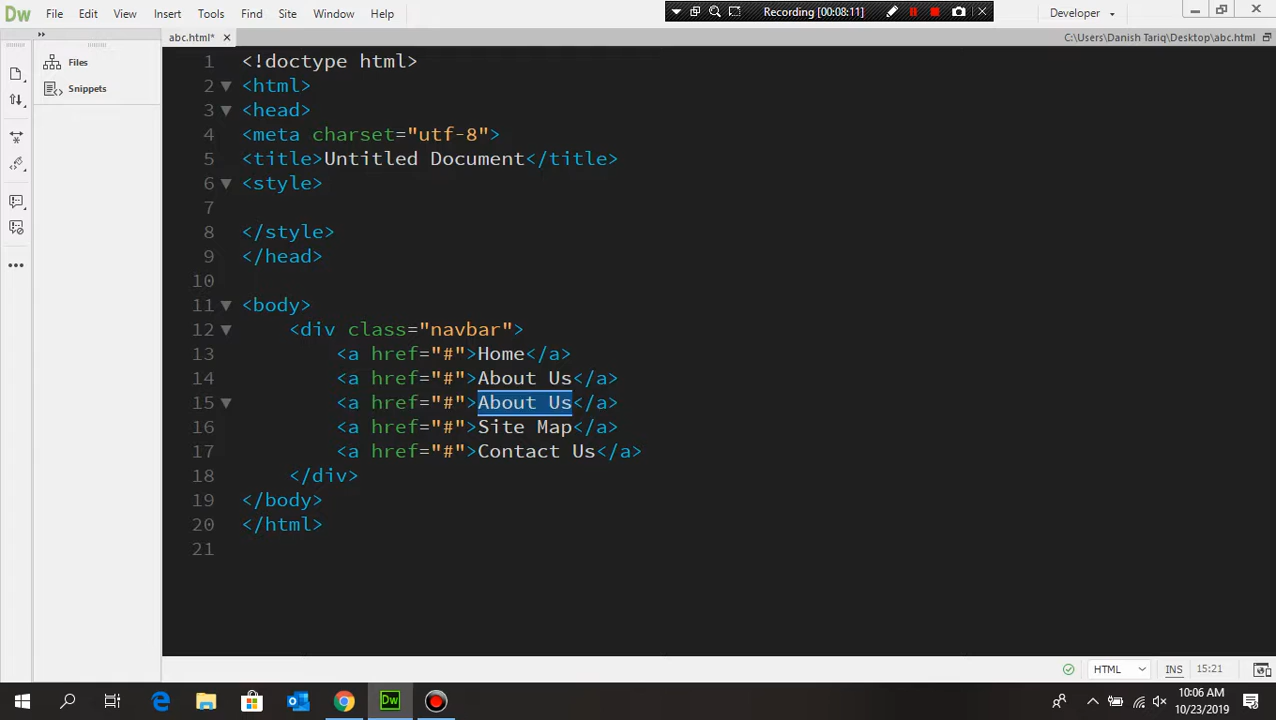 Dw File Edit View Insert Tools Find Site Window Help
Recording [00:08:11]
Developer
abc.html*
C:\Users\Danish Tariq\Desktop\abc.html
Files
Snippets
1 <!doctype html>
2 <html>
3 <head>
4 <meta charset="utf-8">
5 <title>Untitled Document</title>
6 <style>
7
8 </style>
9 </head>
10
11 <body>
12 <div class="navbar">
13 <a href="#">Home</a>
14 <a href="#">About Us</a>
15 <a href="#">About Us</a>
16 <a href="#">Site Map</a>
17 <a href="#">Contact Us</a>
18 </div>
19 </body>
20 </html>
21
HTML INS 15:21
Dw
10:06 AM
10/23/2019